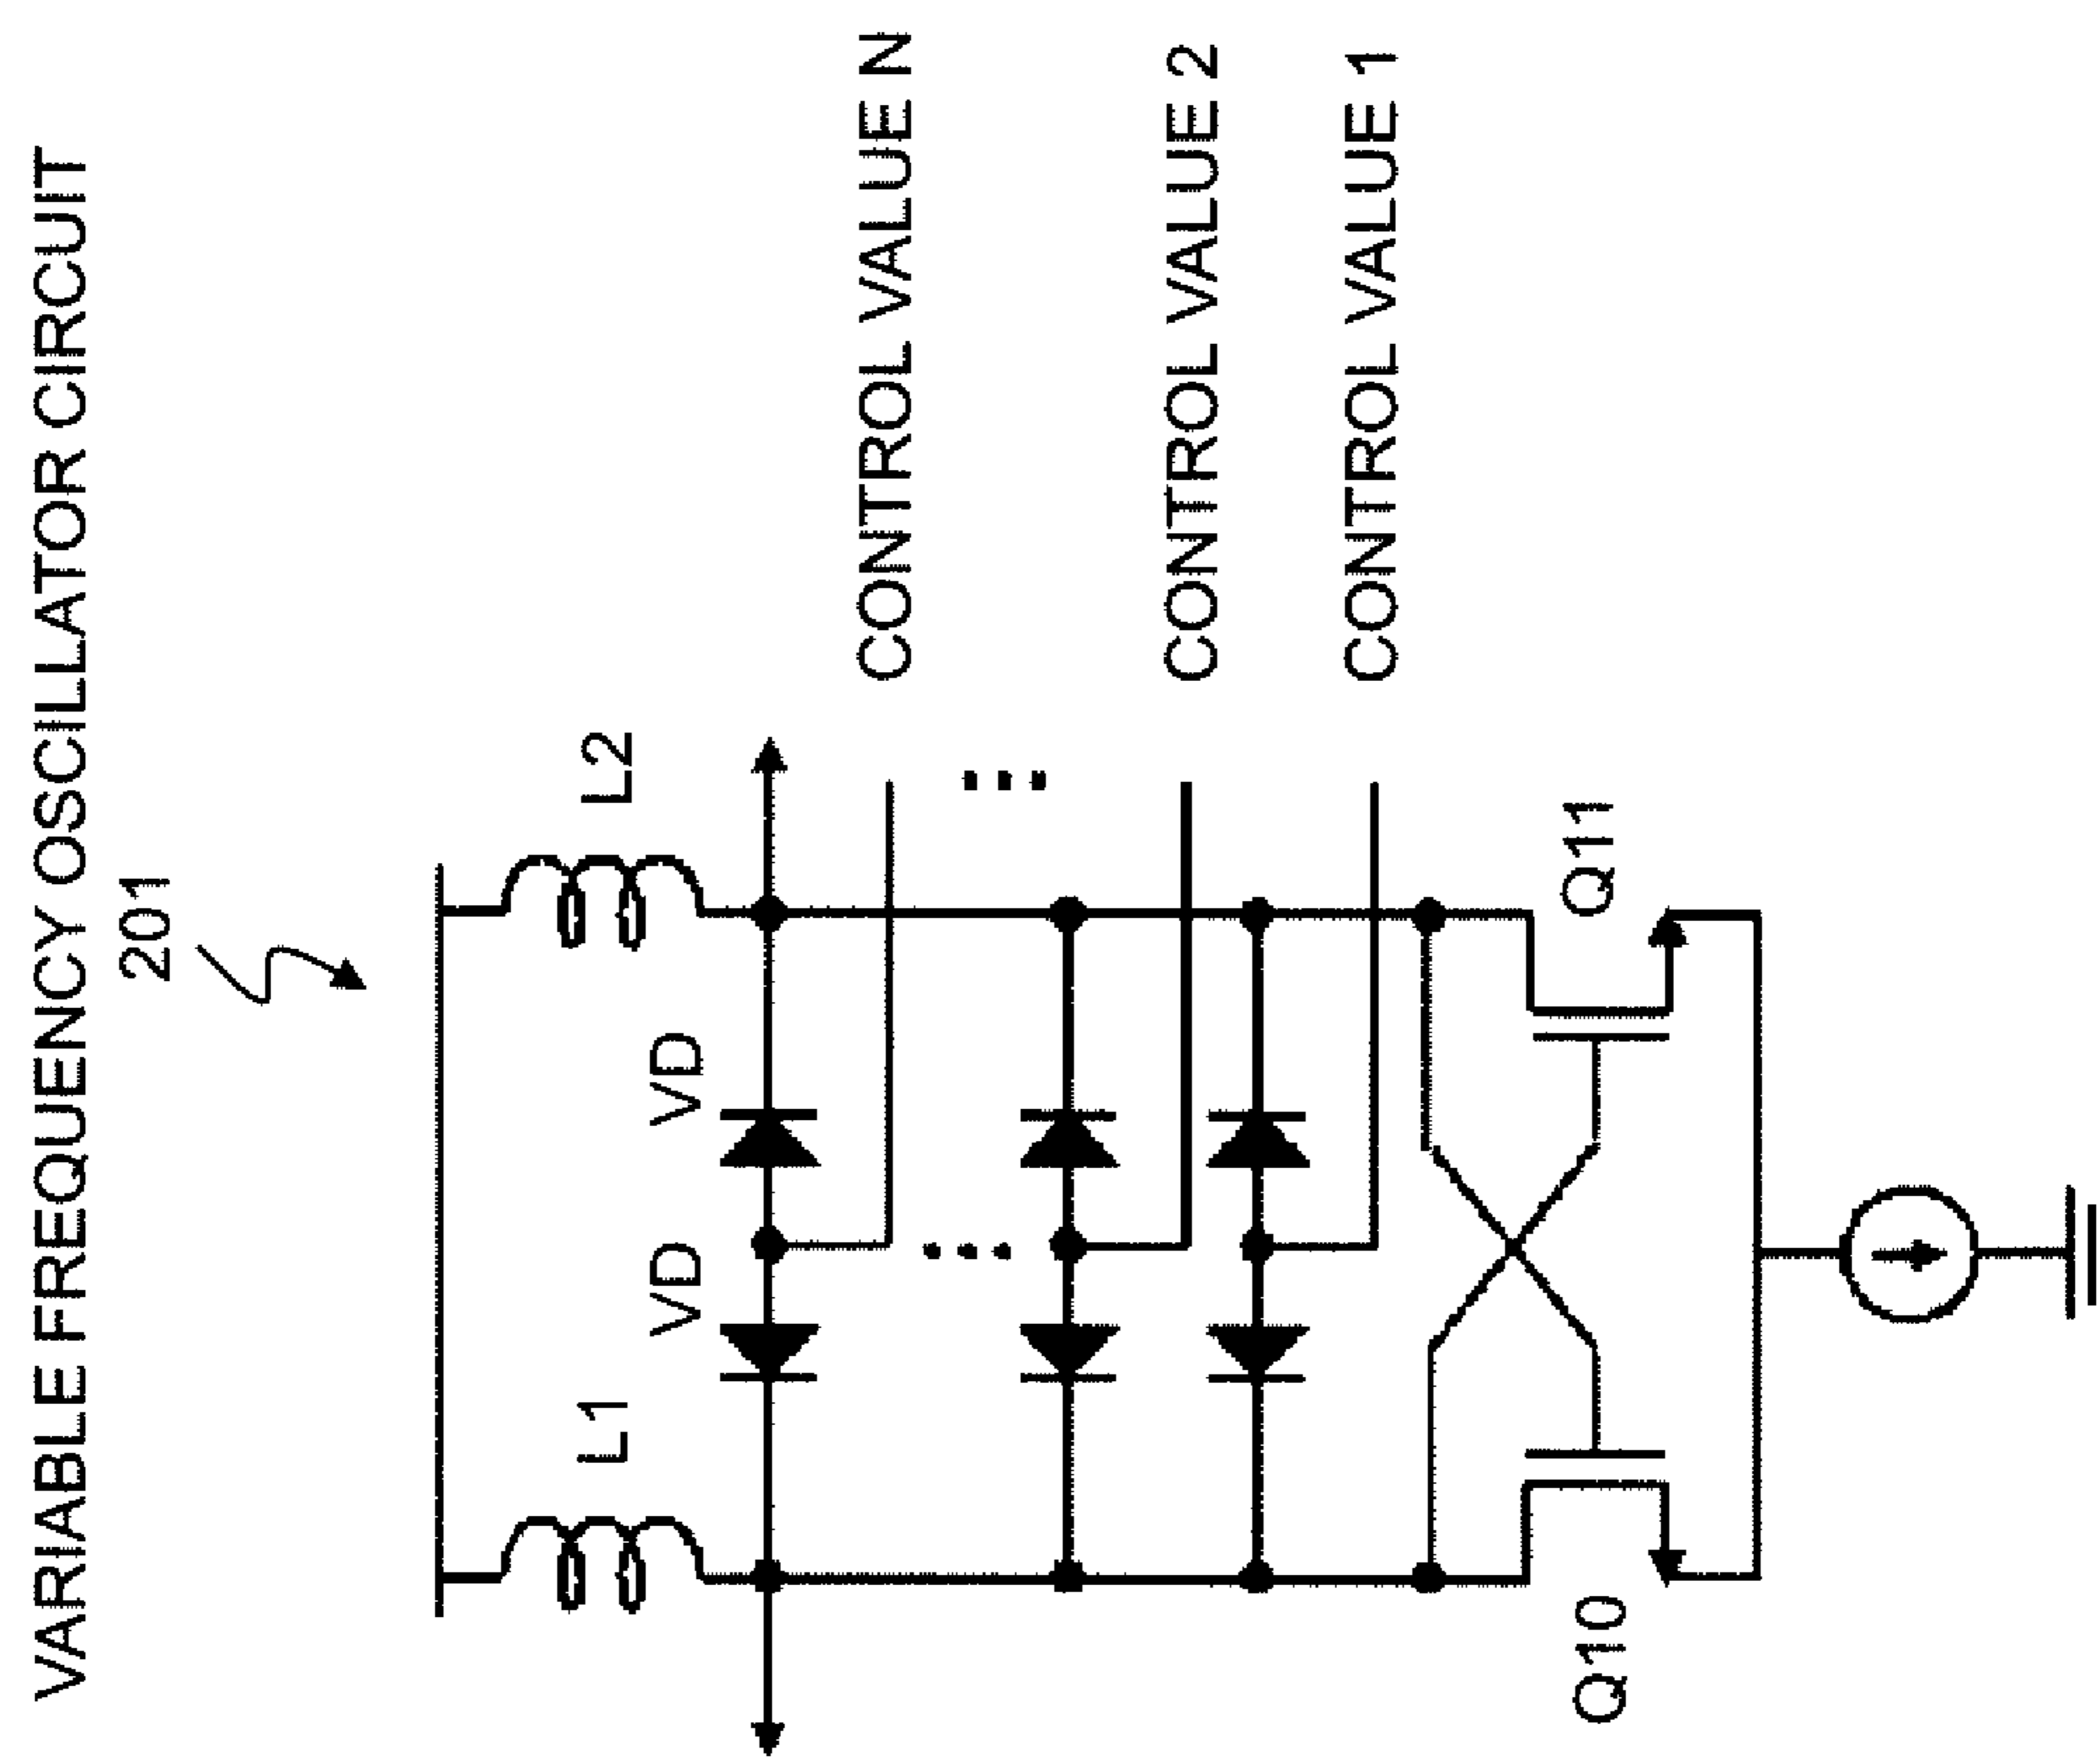 VARIABLE FREQUENCY OSCILLATOR CIRCUIT
201
L1
L2
VD
VD
CONTROL VALUE N
CONTROL VALUE 2
CONTROL VALUE 1
Q10
Q11